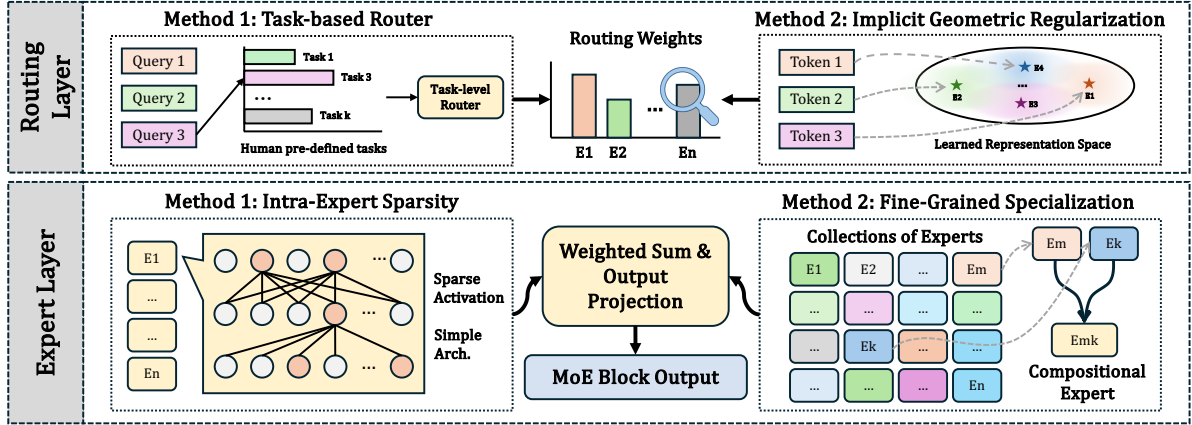 Routing Layer
Method 1: Task-based Router
Query 1
Query 2
Query 3
Task 1
Task 3
...
Task k
Human pre-defined tasks
Task-level
Router
Routing Weights
...
E1
E2
En
Method 2: Implicit Geometric Regularization
Token 1
Token 2
Token 3
E4
E2
...
E1
E3
Learned Representation Space
Expert Layer
Method 1: Intra-Expert Sparsity
E1
...
...
En
...
...
...
Sparse
Activation
Simple
Arch.
Weighted Sum &
Output
Projection
MoE Block Output
Method 2: Fine-Grained Specialization
Collections of Experts
E1
E2
...
Em
...
...
...
...
...
Ek
...
...
...
...
...
En
Em
Ek
Emk
Compositional
Expert